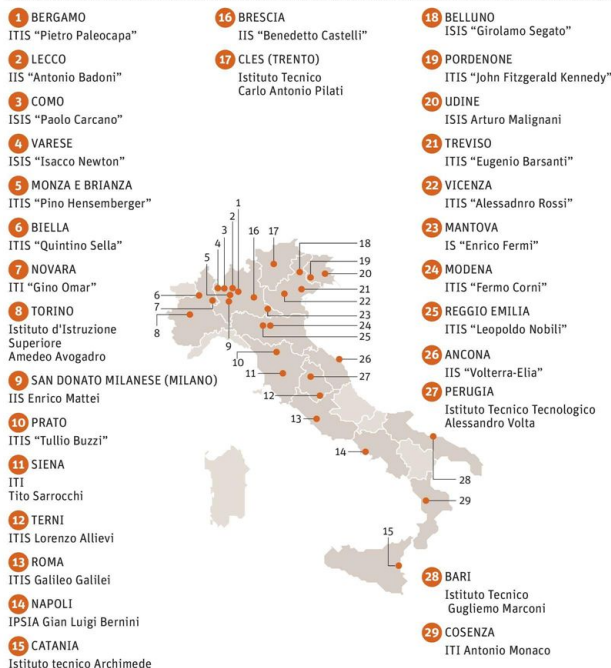 1 BERGAMO
ITIS “Pietro Paleocapa”
2 LECCO
IIS “Antonio Badoni”
3 COMO
ISIS “Paolo Carcano”
4 VARESE
ISIS “Isacco Newton”
5 MONZA E BRIANZA
ITIS “Pino Hensemberger”
6 BIELLA
ITIS “Quintino Sella”
7 NOVARA
ITI “Gino Omar”
8 TORINO
Istituto d'Istruzione
Superiore
Amedeo Avogadro
9 SAN DONATO MILANESE (MILANO)
IIS Enrico Mattei
10 PRATO
ITIS “Tullio Buzzi”
11 SIENA
ITI
Tito Sarrocchi
12 TERNI
ITIS Lorenzo Allievi
13 ROMA
ITIS Galileo Galilei
14 NAPOLI
IPSIA Gian Luigi Bernini
15 CATANIA
Istituto tecnico Archimede
16 BRESCIA
IIS “Benedetto Castelli”
17 CLES (TRENTO)
Istituto Tecnico
Carlo Antonio Pilati
18 BELLUNO
ISIS “Girolamo Segato”
19 PORDENONE
ITIS “John Fitzgerald Kennedy”
20 UDINE
ISIS Arturo Malignani
21 TREVISO
ITIS “Eugenio Barsanti”
22 VICENZA
ITIS “Alessadnro Rossi”
23 MANTOVA
IS “Enrico Fermi”
24 MODENA
ITIS “Fermo Corni”
25 REGGIO EMILIA
ITIS “Leopoldo Nobili”
26 ANCONA
IIS “Volterra-Elia”
27 PERUGIA
Istituto Tecnico Tecnologico
Alessandro Volta
28 BARI
Istituto Tecnico
Gugliemo Marconi
29 COSENZA
ITI Antonio Monaco
1
2
3
4
5
6
7
8
9
10
11
12
13
14
15
16
17
18
19
20
21
22
23
24
25
26
27
28
29